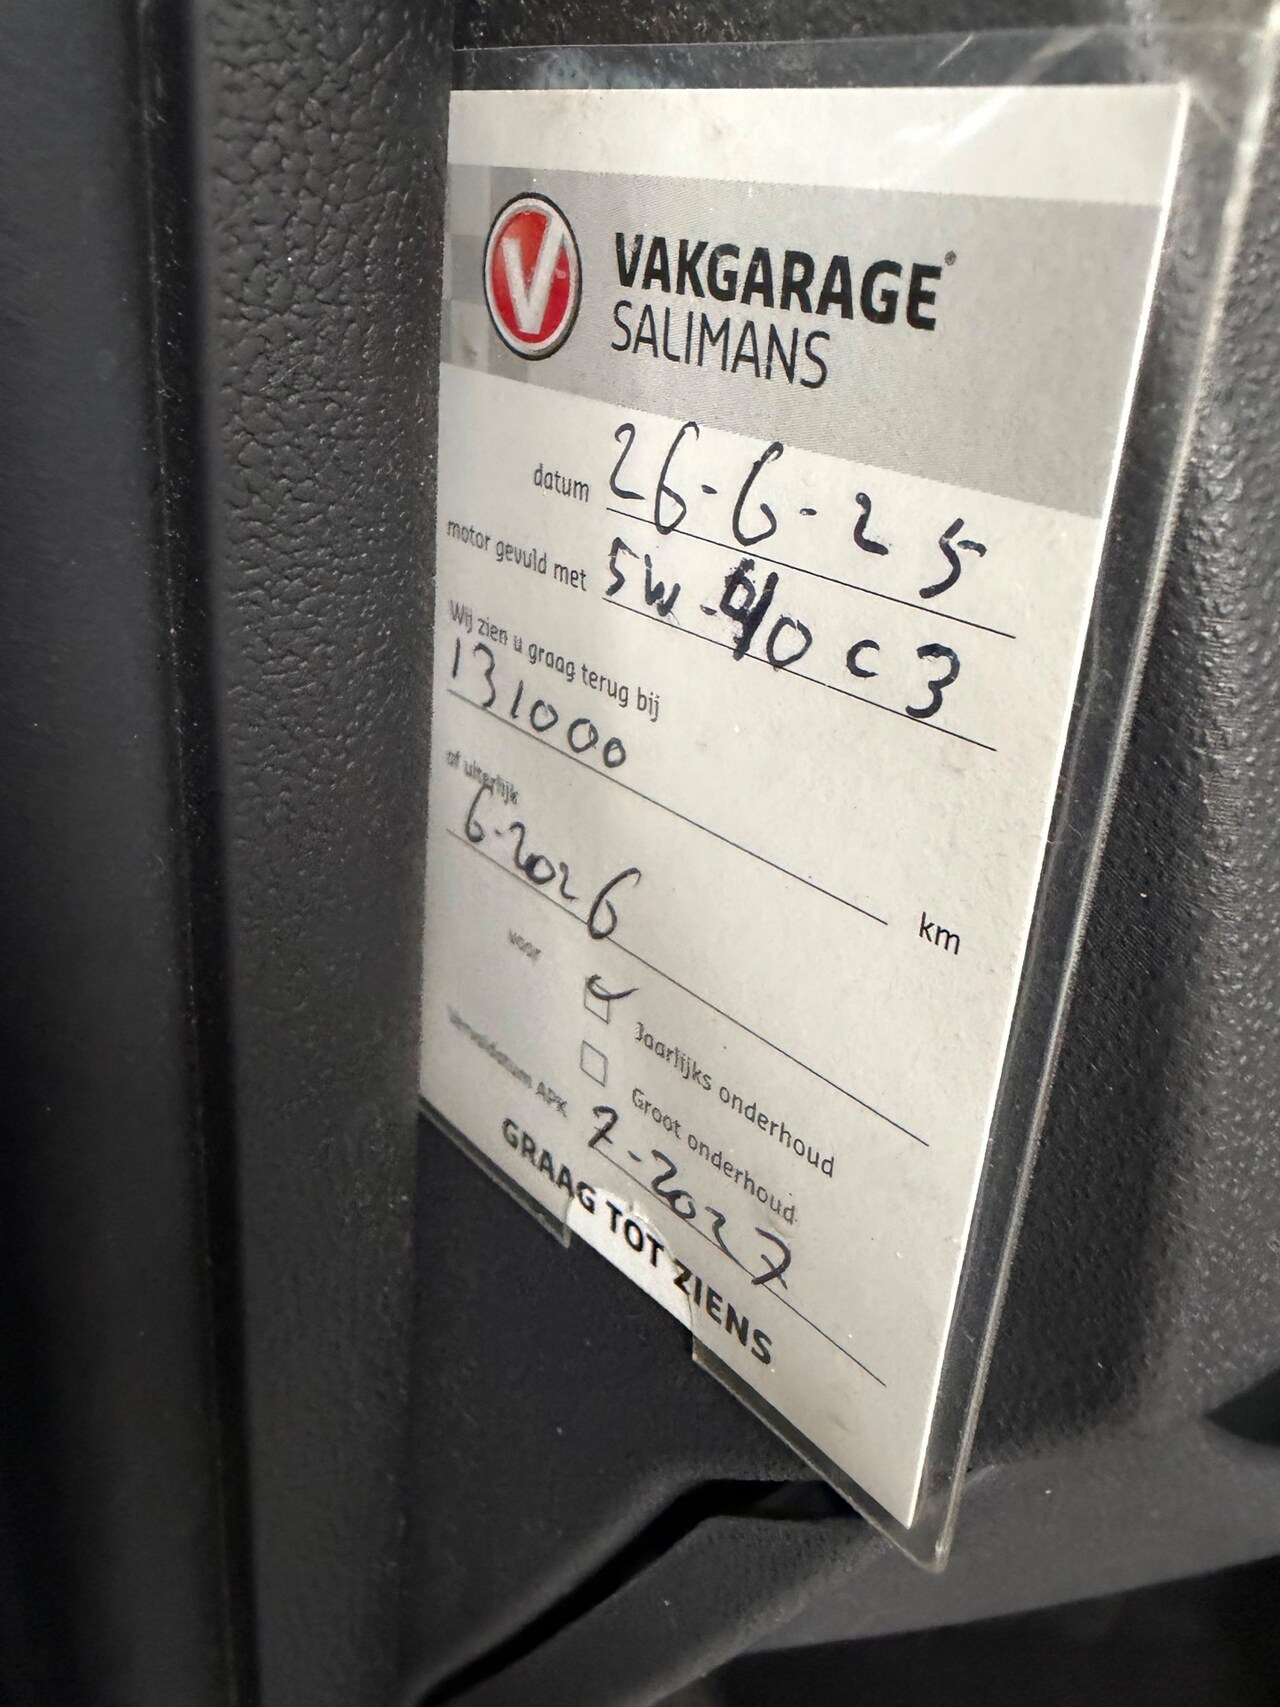 VAKGARAGE®
SALIMANS
datum 26-6-25
motor gevuld met 5W-40 C3
Wij zien u graag terug bij
131000 km
of uiterlijk
6-2026
voor
Jaarlijks onderhoud
Groot onderhoud
Vervaldatum APK 7-2027
GRAAG TOT ZIENS